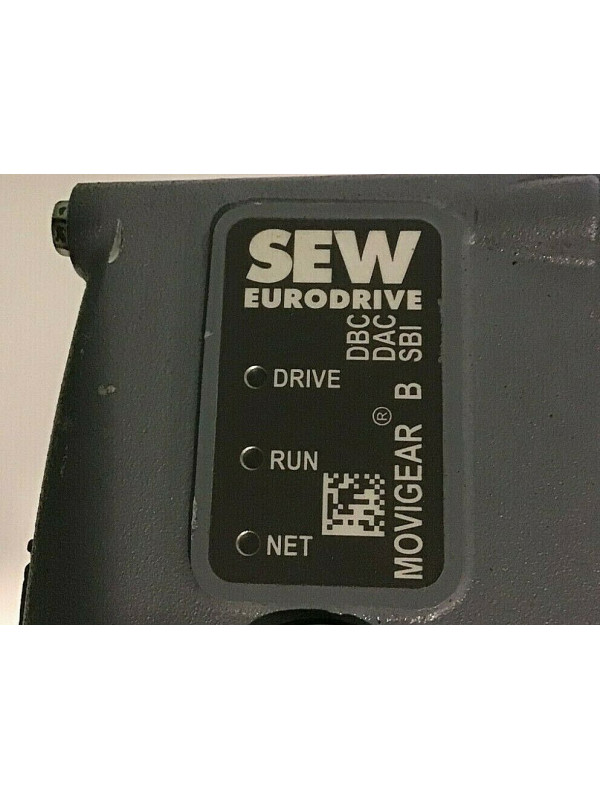 SEW
EURODRIVE
DRIVE
RUN
NET
MOVIGEAR® B
DBC
DAC
SBI